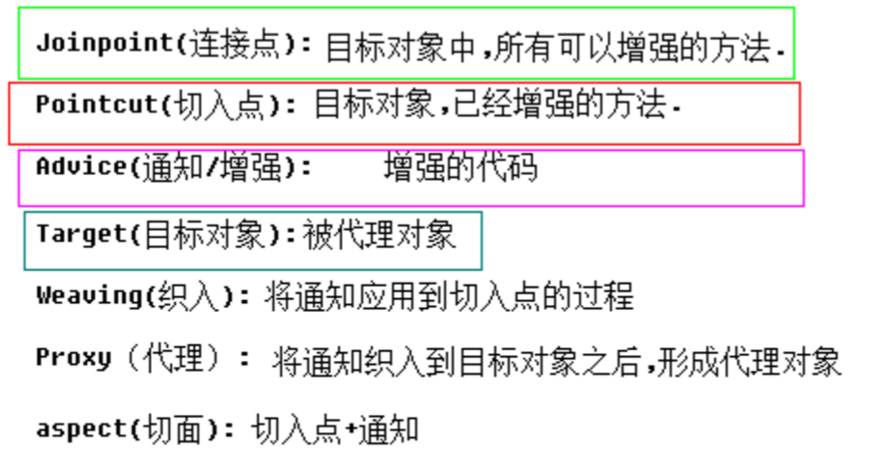 Joinpoint(连接点): 目标对象中,所有可以增强的方法.
Pointcut(切入点): 目标对象,已经增强的方法.
Advice(通知/增强): 增强的代码
Target(目标对象):被代理对象
Weaving(织入): 将通知应用到切入点的过程
Proxy（代理）: 将通知织入到目标对象之后,形成代理对象
aspect(切面): 切入点+通知